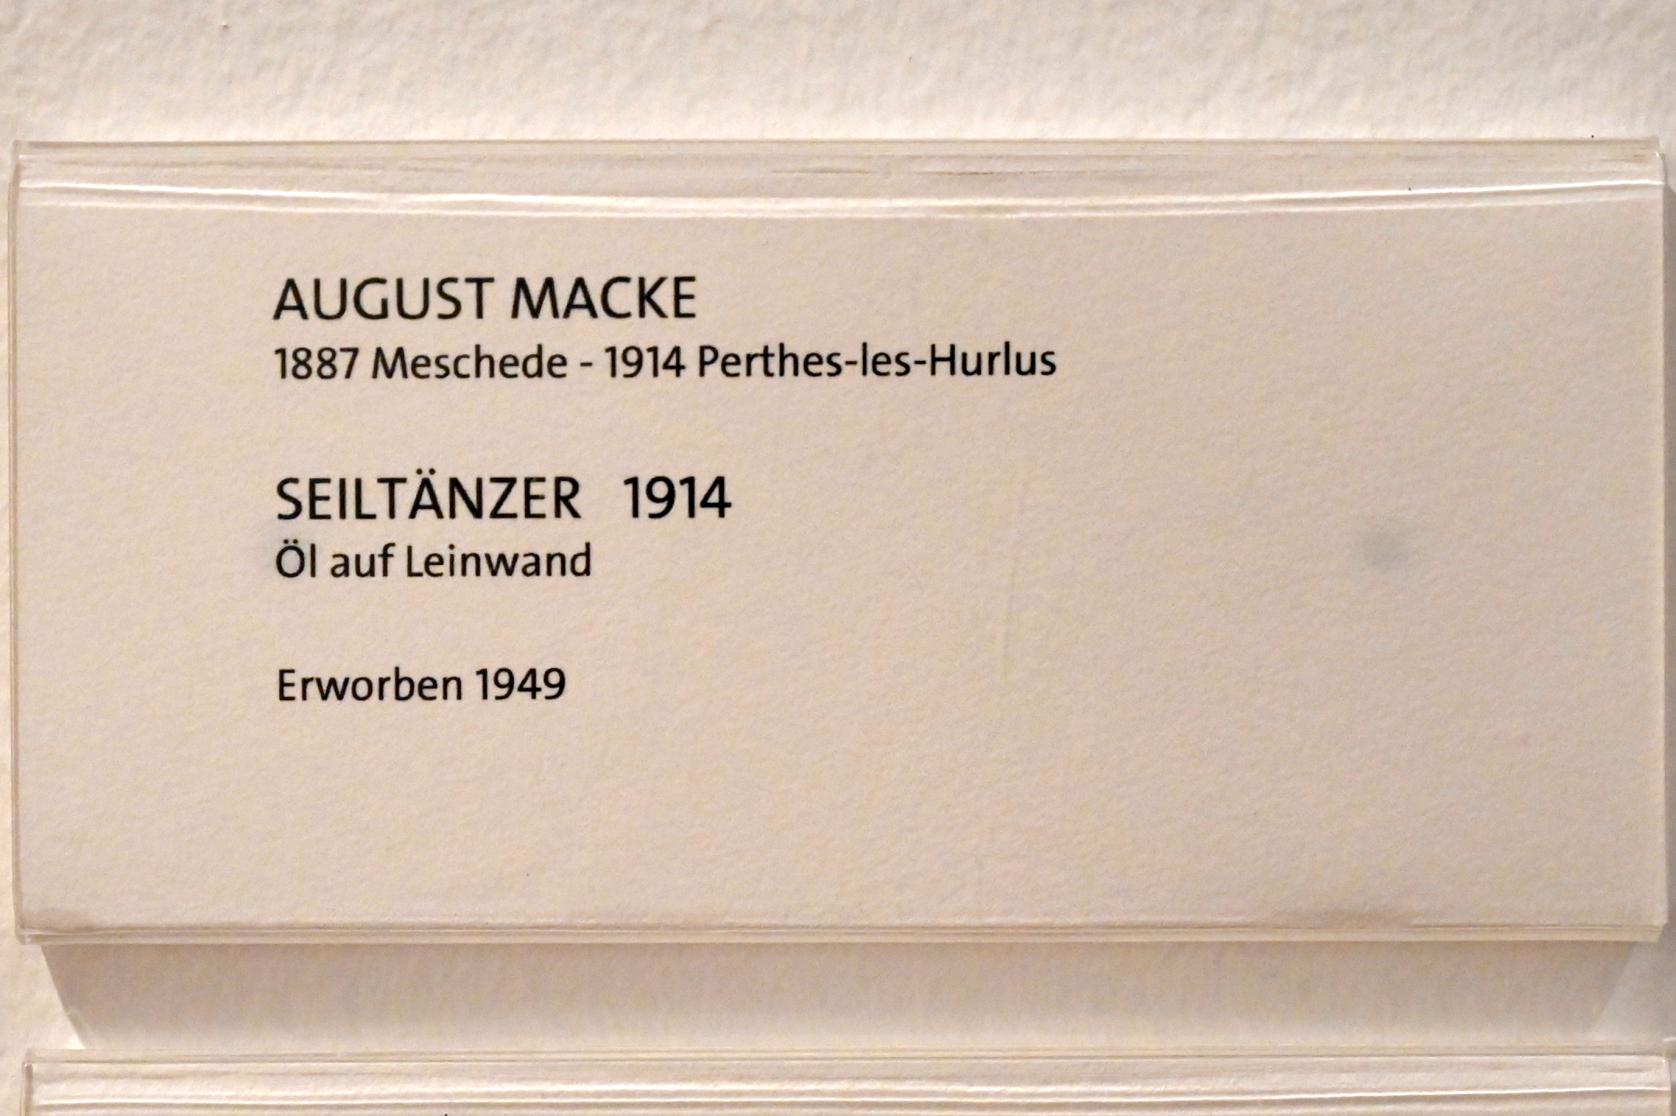 AUGUST MACKE
1887 Meschede - 1914 Perthes-les-Hurlus
SEILTÄNZER 1914
Öl auf Leinwand
Erworben 1949